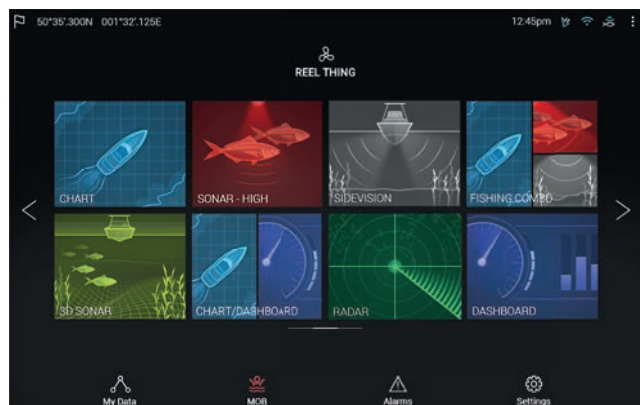 50°35'.300N 001°32'.125E
12:45pm
REEL THING
CHART
SONAR - HIGH
SIDEVISION
FISHING COMBO
3D SONAR
CHART/DASHBOARD
RADAR
DASHBOARD
My Data
MOB
Alarms
Settings